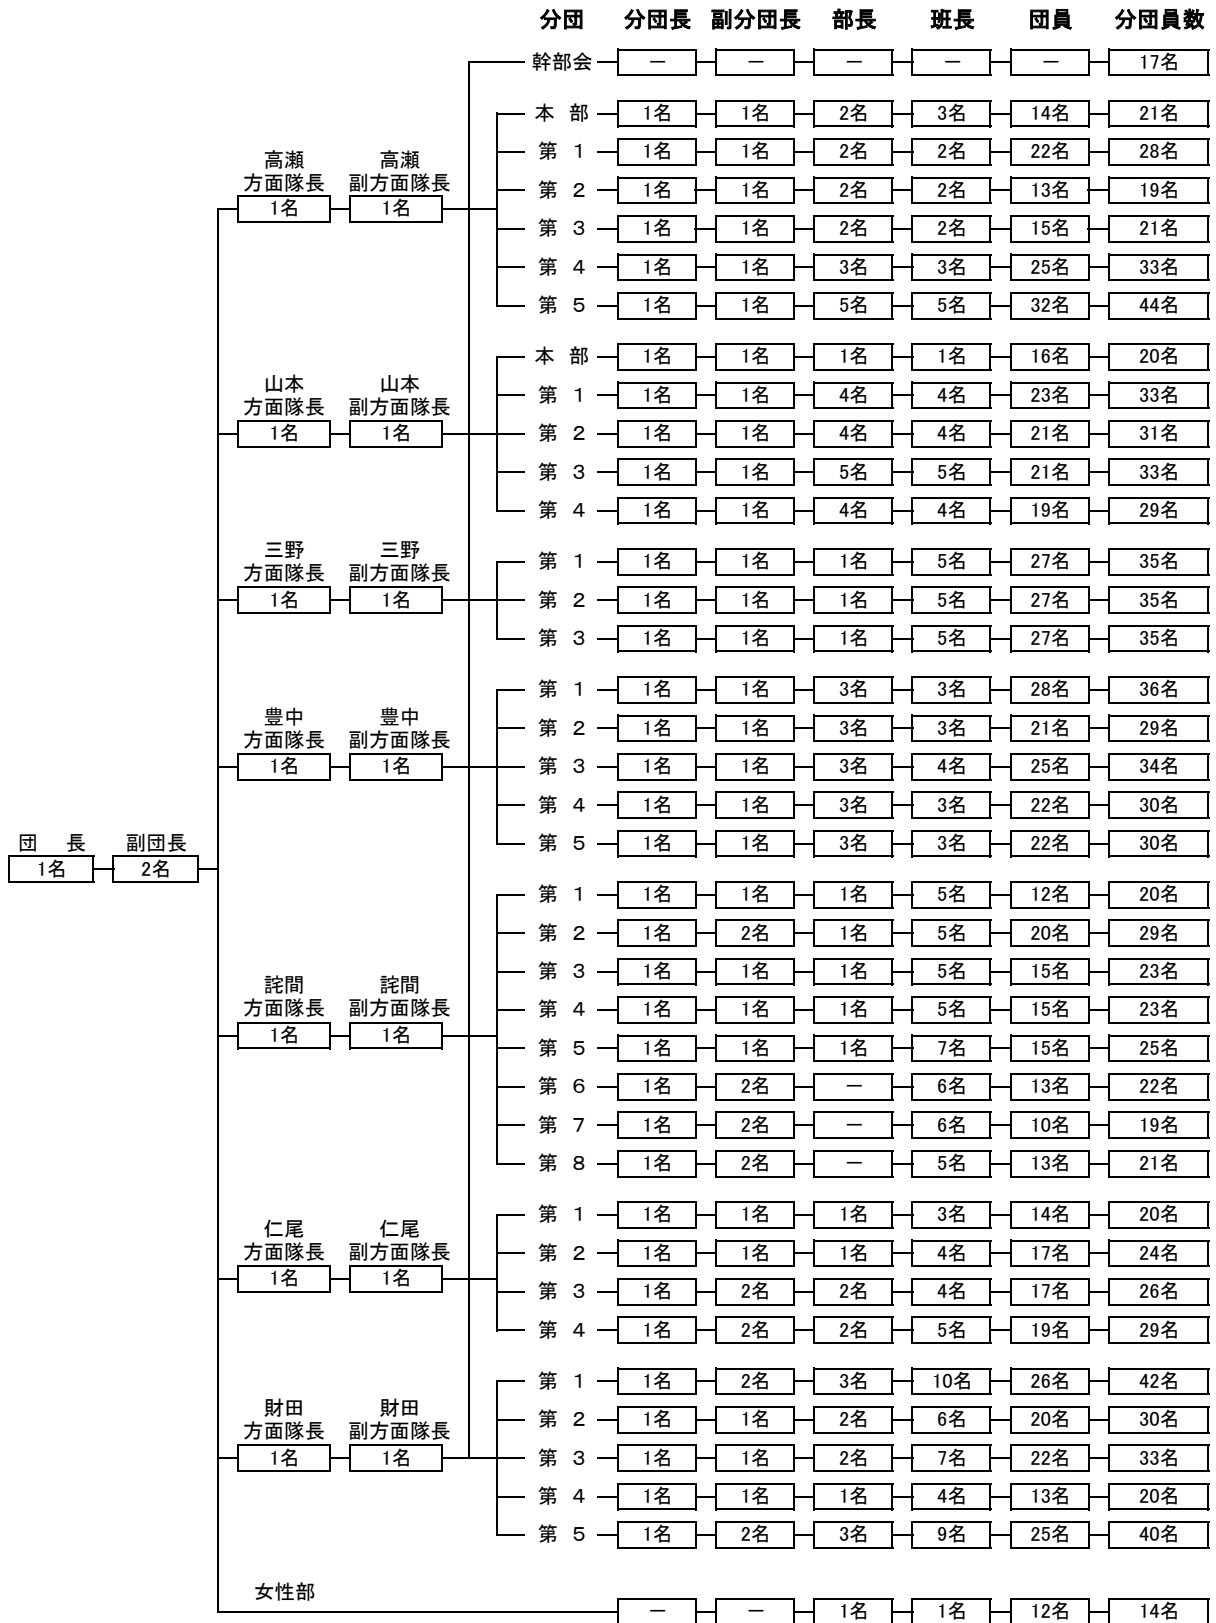 分団 分団長 副分団長 部長 班長 団員 分団員数
幹部会 － － － － － 17名
本 部 1名 1名 2名 3名 14名 21名
第 1 1名 1名 2名 2名 22名 28名
高瀬 高瀬
方面隊長 副方面隊長
第 2 1名 1名 2名 2名 13名 19名
1名 1名
第 3 1名 1名 2名 2名 15名 21名
第 4 1名 1名 3名 3名 25名 33名
第 5 1名 1名 5名 5名 32名 44名
本 部 1名 1名 1名 1名 16名 20名
山本 山本
第 1 1名 1名 4名 4名 23名 33名
方面隊長 副方面隊長
1名 1名 第 2 1名 1名 4名 4名 21名 31名
第 3 1名 1名 5名 5名 21名 33名
第 4 1名 1名 4名 4名 19名 29名
三野 三野
第 1 1名 1名 1名 5名 27名 35名
方面隊長 副方面隊長
1名 1名 第 2 1名 1名 1名 5名 27名 35名
第 3 1名 1名 1名 5名 27名 35名
第 1 1名 1名 3名 3名 28名 36名
豊中 豊中
第 2 1名 1名 3名 3名 21名 29名
方面隊長 副方面隊長
1名 1名 第 3 1名 1名 3名 4名 25名 34名
第 4 1名 1名 3名 3名 22名 30名
団 長 副団長 第 5 1名 1名 3名 3名 22名 30名
1名 2名
第 1 1名 1名 1名 5名 12名 20名
第 2 1名 2名 1名 5名 20名 29名
第 3 1名 1名 1名 5名 15名 23名
詫間 詫間
方面隊長 副方面隊長
第 4 1名 1名 1名 5名 15名 23名
1名 1名
第 5 1名 1名 1名 7名 15名 25名
第 6 1名 2名 － 6名 13名 22名
第 7 1名 2名 － 6名 10名 19名
第 8 1名 2名 － 5名 13名 21名
第 1 1名 1名 1名 3名 14名 20名
仁尾 仁尾
方面隊長 副方面隊長
第 2 1名 1名 1名 4名 17名 24名
1名 1名
第 3 1名 2名 2名 4名 17名 26名
第 4 1名 2名 2名 5名 19名 29名
第 1 1名 2名 3名 10名 26名 42名
財田 財田
第 2 1名 1名 2名 6名 20名 30名
方面隊長 副方面隊長
1名 1名 第 3 1名 1名 2名 7名 22名 33名
第 4 1名 1名 1名 4名 13名 20名
第 5 1名 2名 3名 9名 25名 40名
女性部
－ － 1名 1名 12名 14名